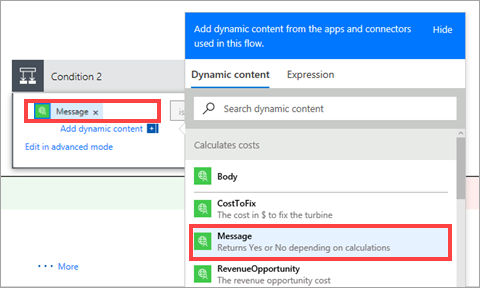 Add dynamic content from the apps and connectors
used in this flow.
Hide
Condition 2
Dynamic content
Expression
Message ×
is
Search dynamic content
Add dynamic content
Edit in advanced mode
Calculates costs
Body
CostToFix
The cost in $ to fix the turbine
Message
Returns Yes or No depending on calculations
RevenueOpportunity
The revenue opportunity cost
••• More